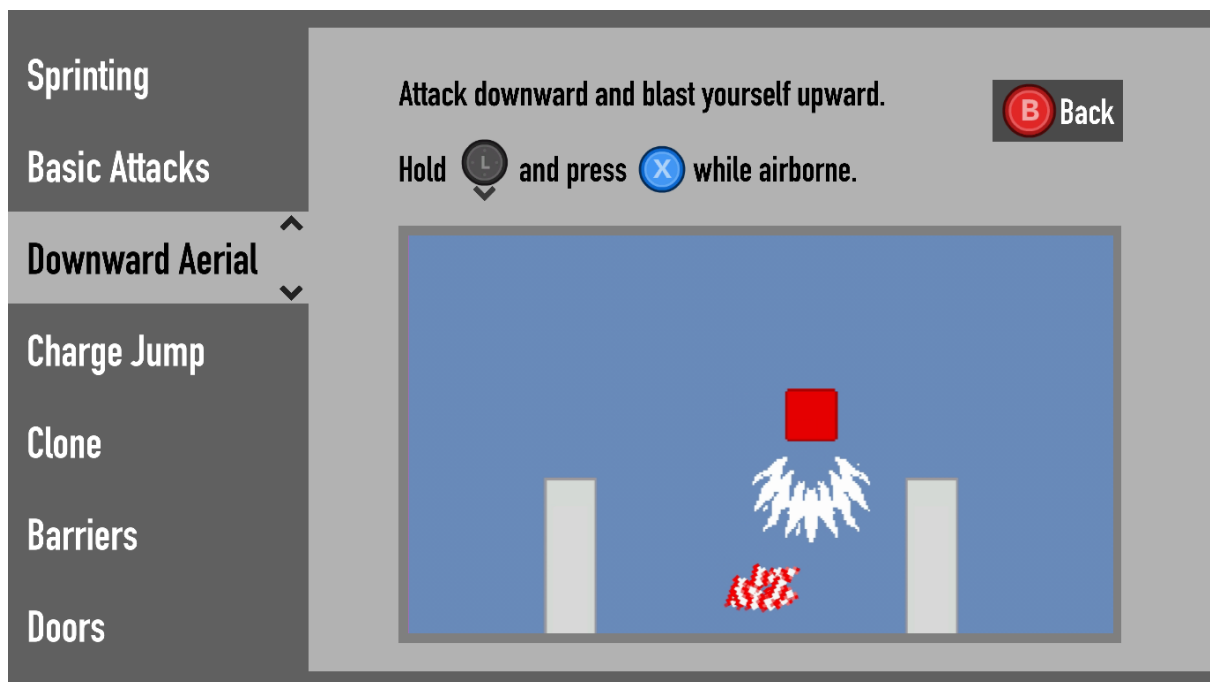 Sprinting
Basic Attacks
Downward Aerial
Charge Jump
Clone
Barriers
Doors
Attack downward and blast yourself upward.
Hold L and press X while airborne.
B Back